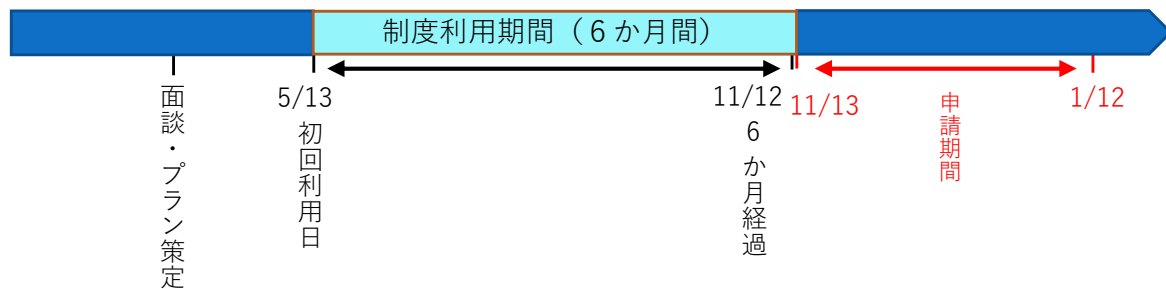 制度利用期間（６か月間）
5/13
11/12
11/13
1/12
面談・プラン策定
初回利用日
６か月経過
申請期間